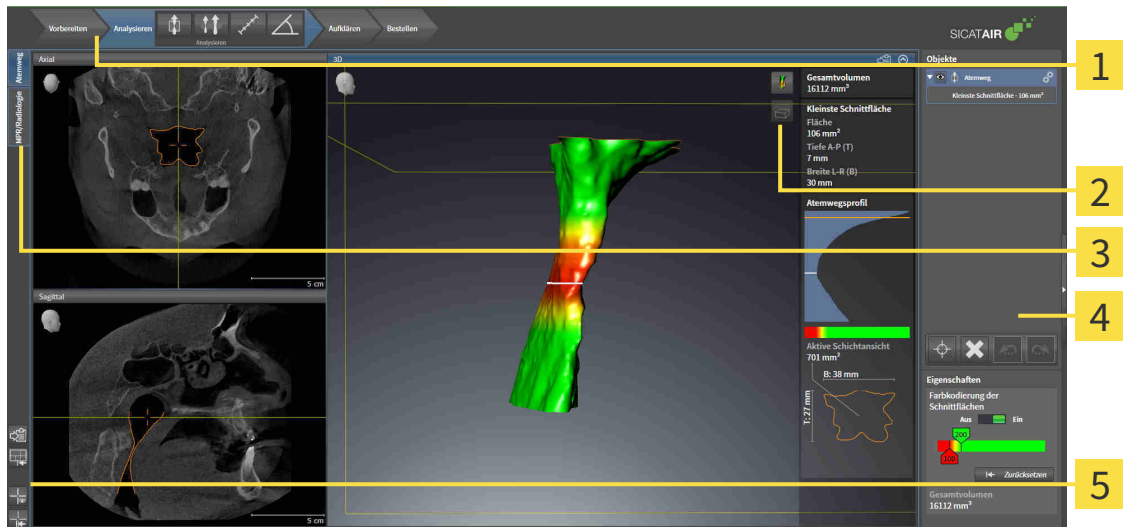 Vorbereiten
Analysieren
Analysieren
Aufklären
Bestellen
SICATAIR
Atemweg
MPR/Radiologie
Axial
5 cm
Sagittal
5 cm
3D
Gesamtvolumen
16112 mm³
Kleinste Schnittfläche
Fläche
106 mm²
Tiefe A-P (T)
7 mm
Breite L-R (B)
30 mm
Atemwegsprofil
Aktive Schichtansicht
701 mm²
B: 38 mm
T: 27 mm
Objekte
Atemweg
Kleinste Schnittfläche - 106 mm²
Eigenschaften
Farbkodierung der
Schnittflächen
Aus Ein
200
100
Zurücksetzen
Gesamtvolumen
16112 mm³
1
2
3
4
5